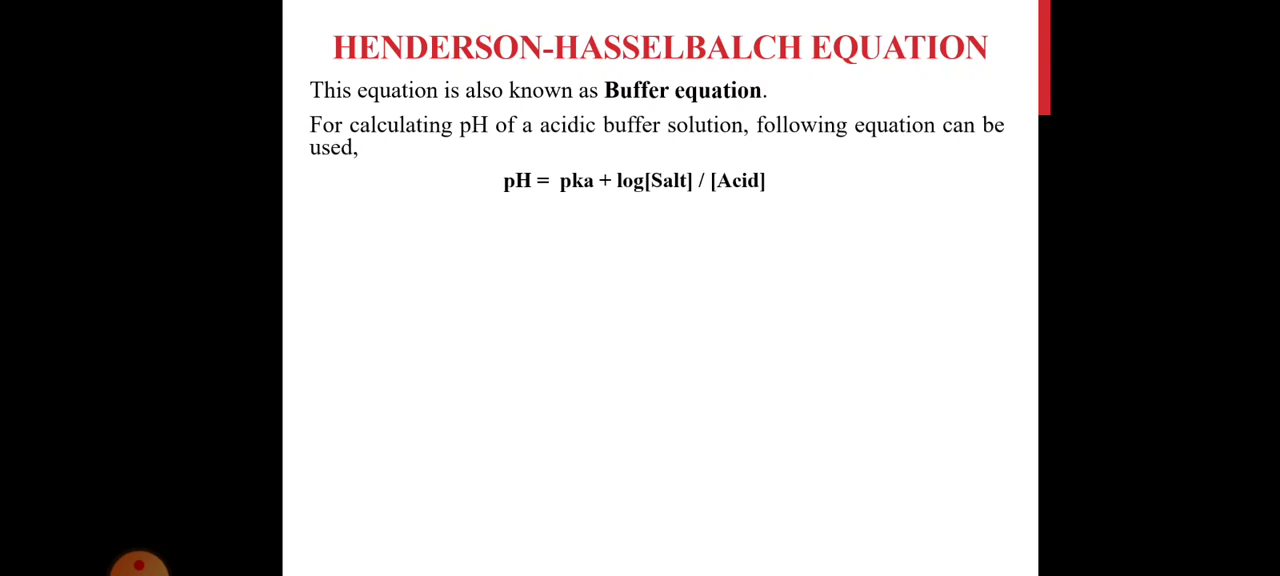 HENDERSON-HASSELBALCH EQUATION
This equation is also known as Buffer equation.
For calculating pH of a acidic buffer solution, following equation can be
used,
pH = pka + log[Salt] / [Acid]